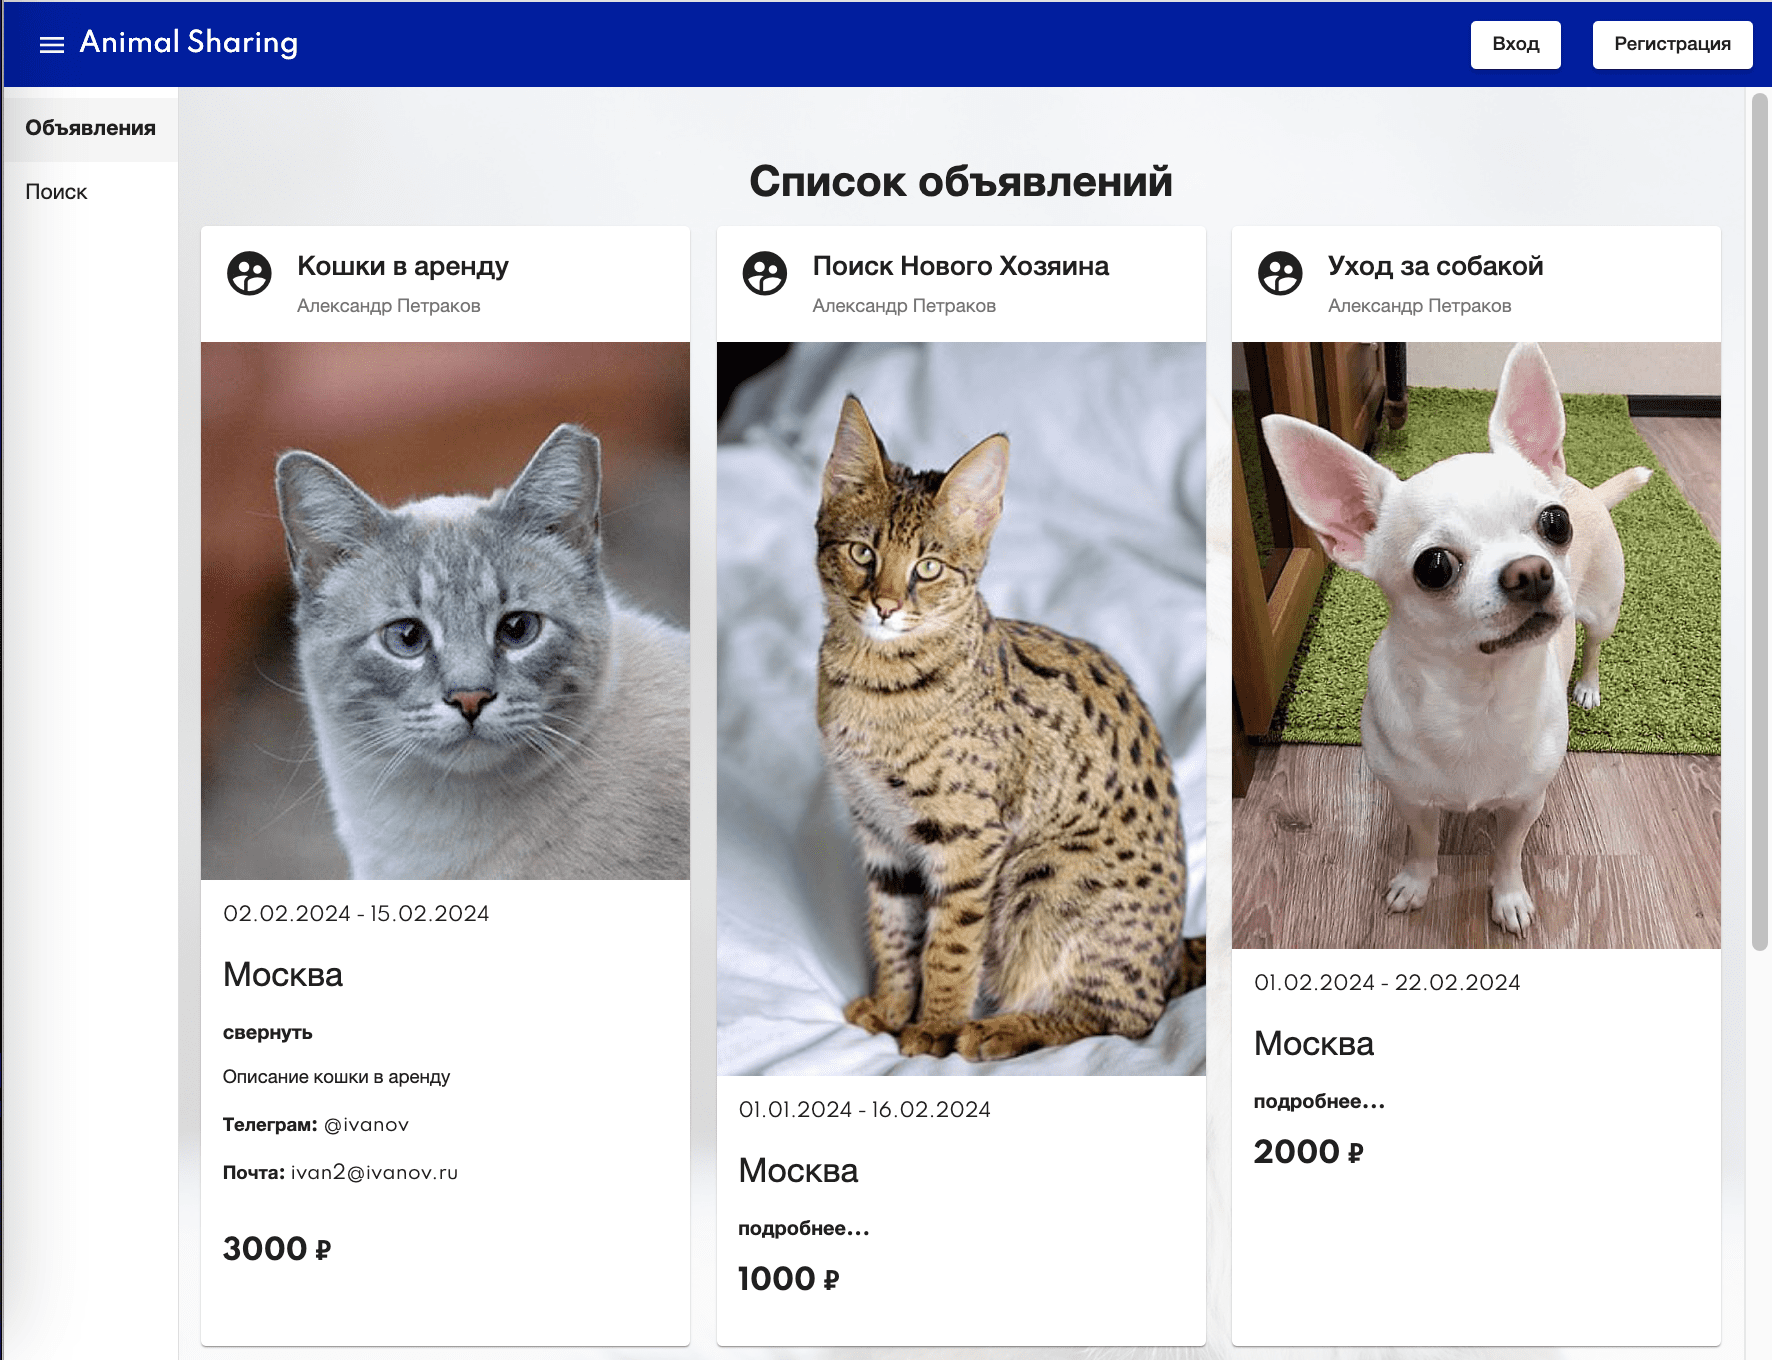 Animal Sharing
Вход
Регистрация
Объявления
Поиск
Список объявлений
Кошки в аренду
Александр Петраков
02.02.2024 - 15.02.2024
Москва
свернуть
Описание кошки в аренду
Телеграм: @ivanov
Почта: ivan2@ivanov.ru
3000 ₽
Поиск Нового Хозяина
Александр Петраков
01.01.2024 - 16.02.2024
Москва
подробнее...
1000 ₽
Уход за собакой
Александр Петраков
01.02.2024 - 22.02.2024
Москва
подробнее...
2000 ₽